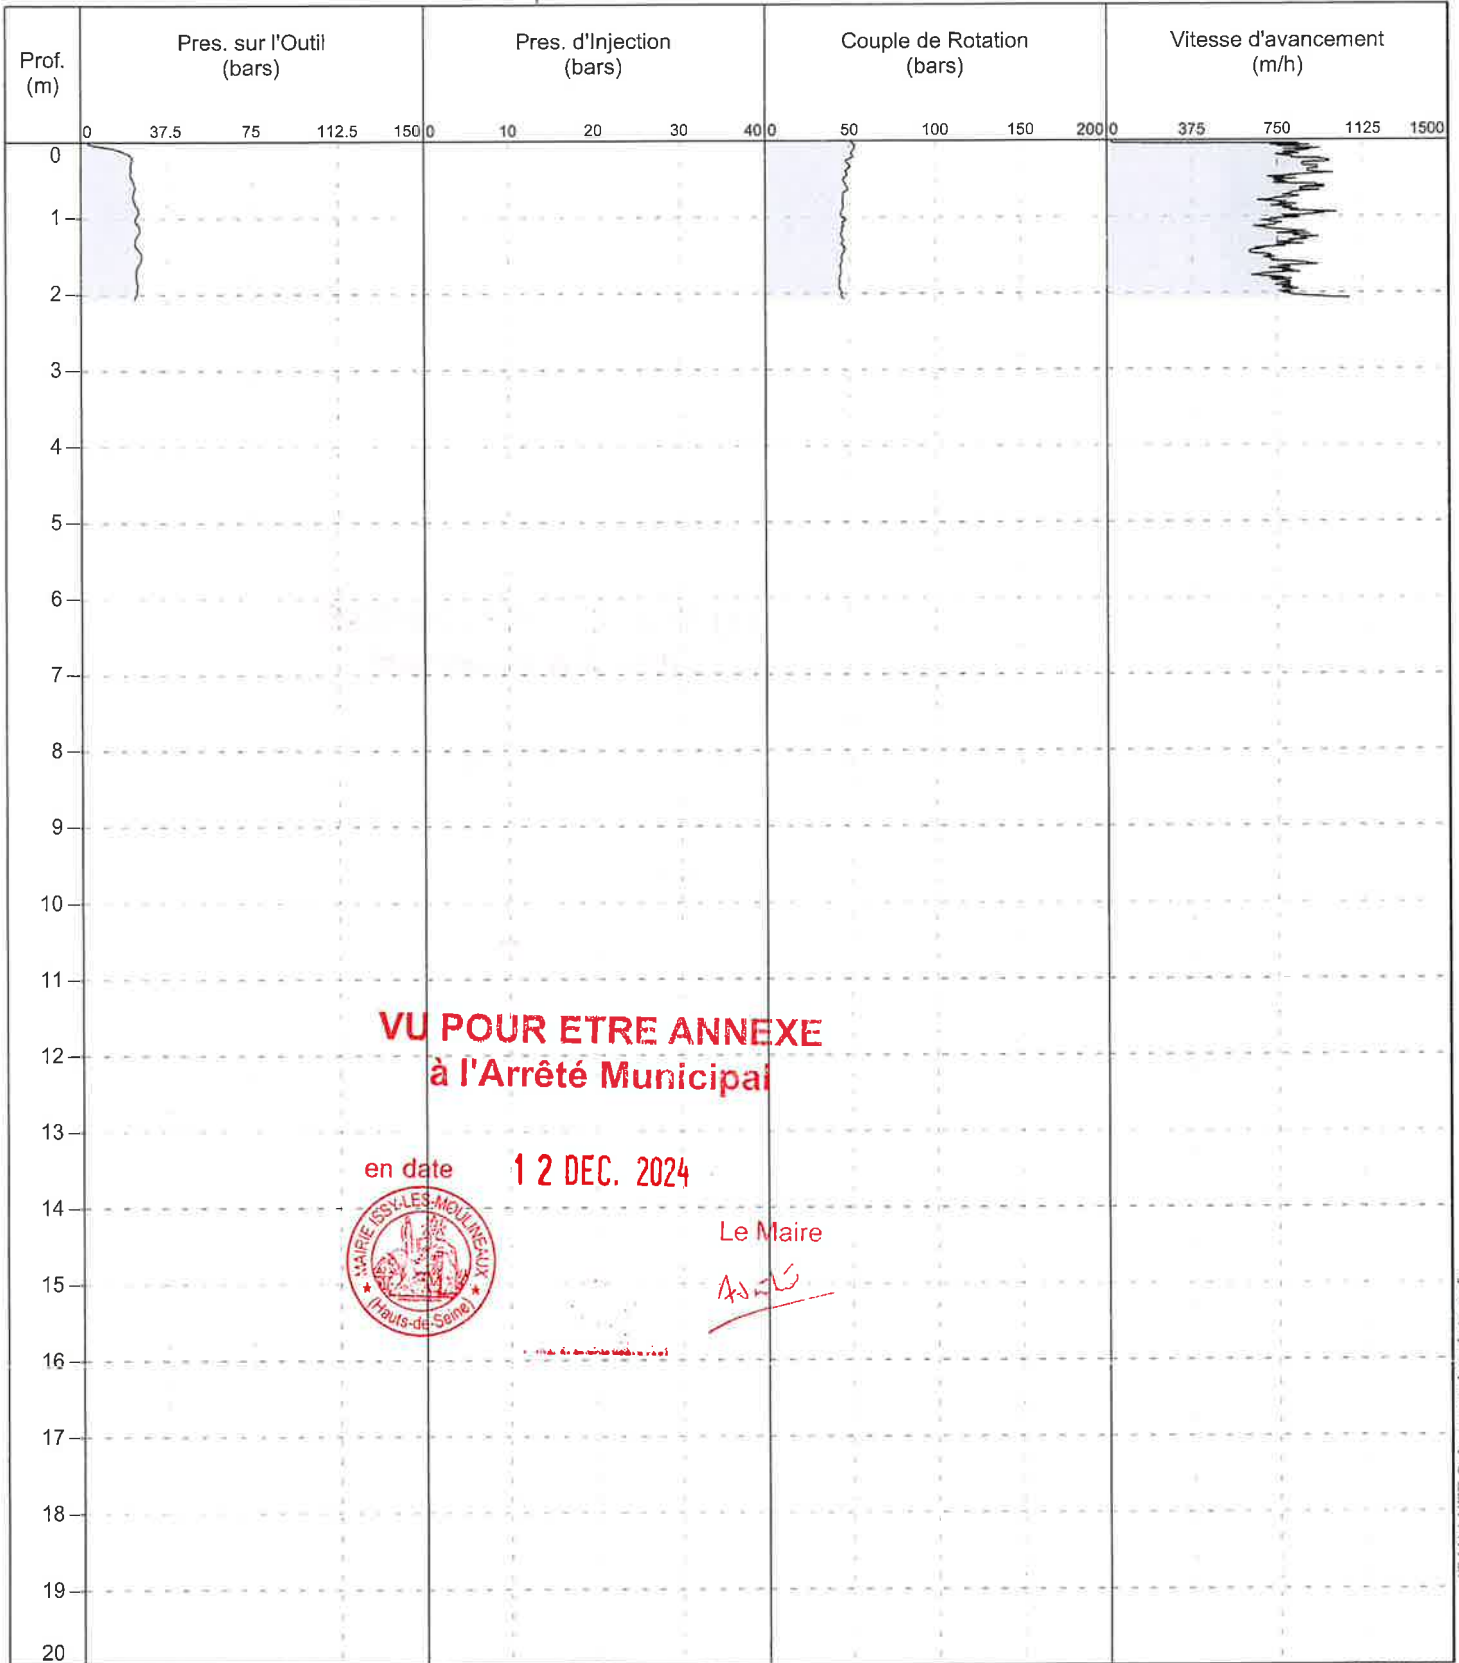 Prof.
(m)
Pres. sur l'Outil
(bars)
Pres. d'Injection
(bars)
Couple de Rotation
(bars)
Vitesse d'avancement
(m/h)
0 37.5 75 112.5 150
0 10 20 30 40
0 50 100 150 200
0 375 750 1125 1500
0
1
2
3
4
5
6
7
8
9
10
11
VU POUR ETRE ANNEXE
12
à l'Arrêté Municipal
13
en date 12 DEC. 2024
14
MAIRIE ISSY-LES-MOULINEAUX
(Hauts-de-Seine)
Le Maire
15
16
17
18
19
20